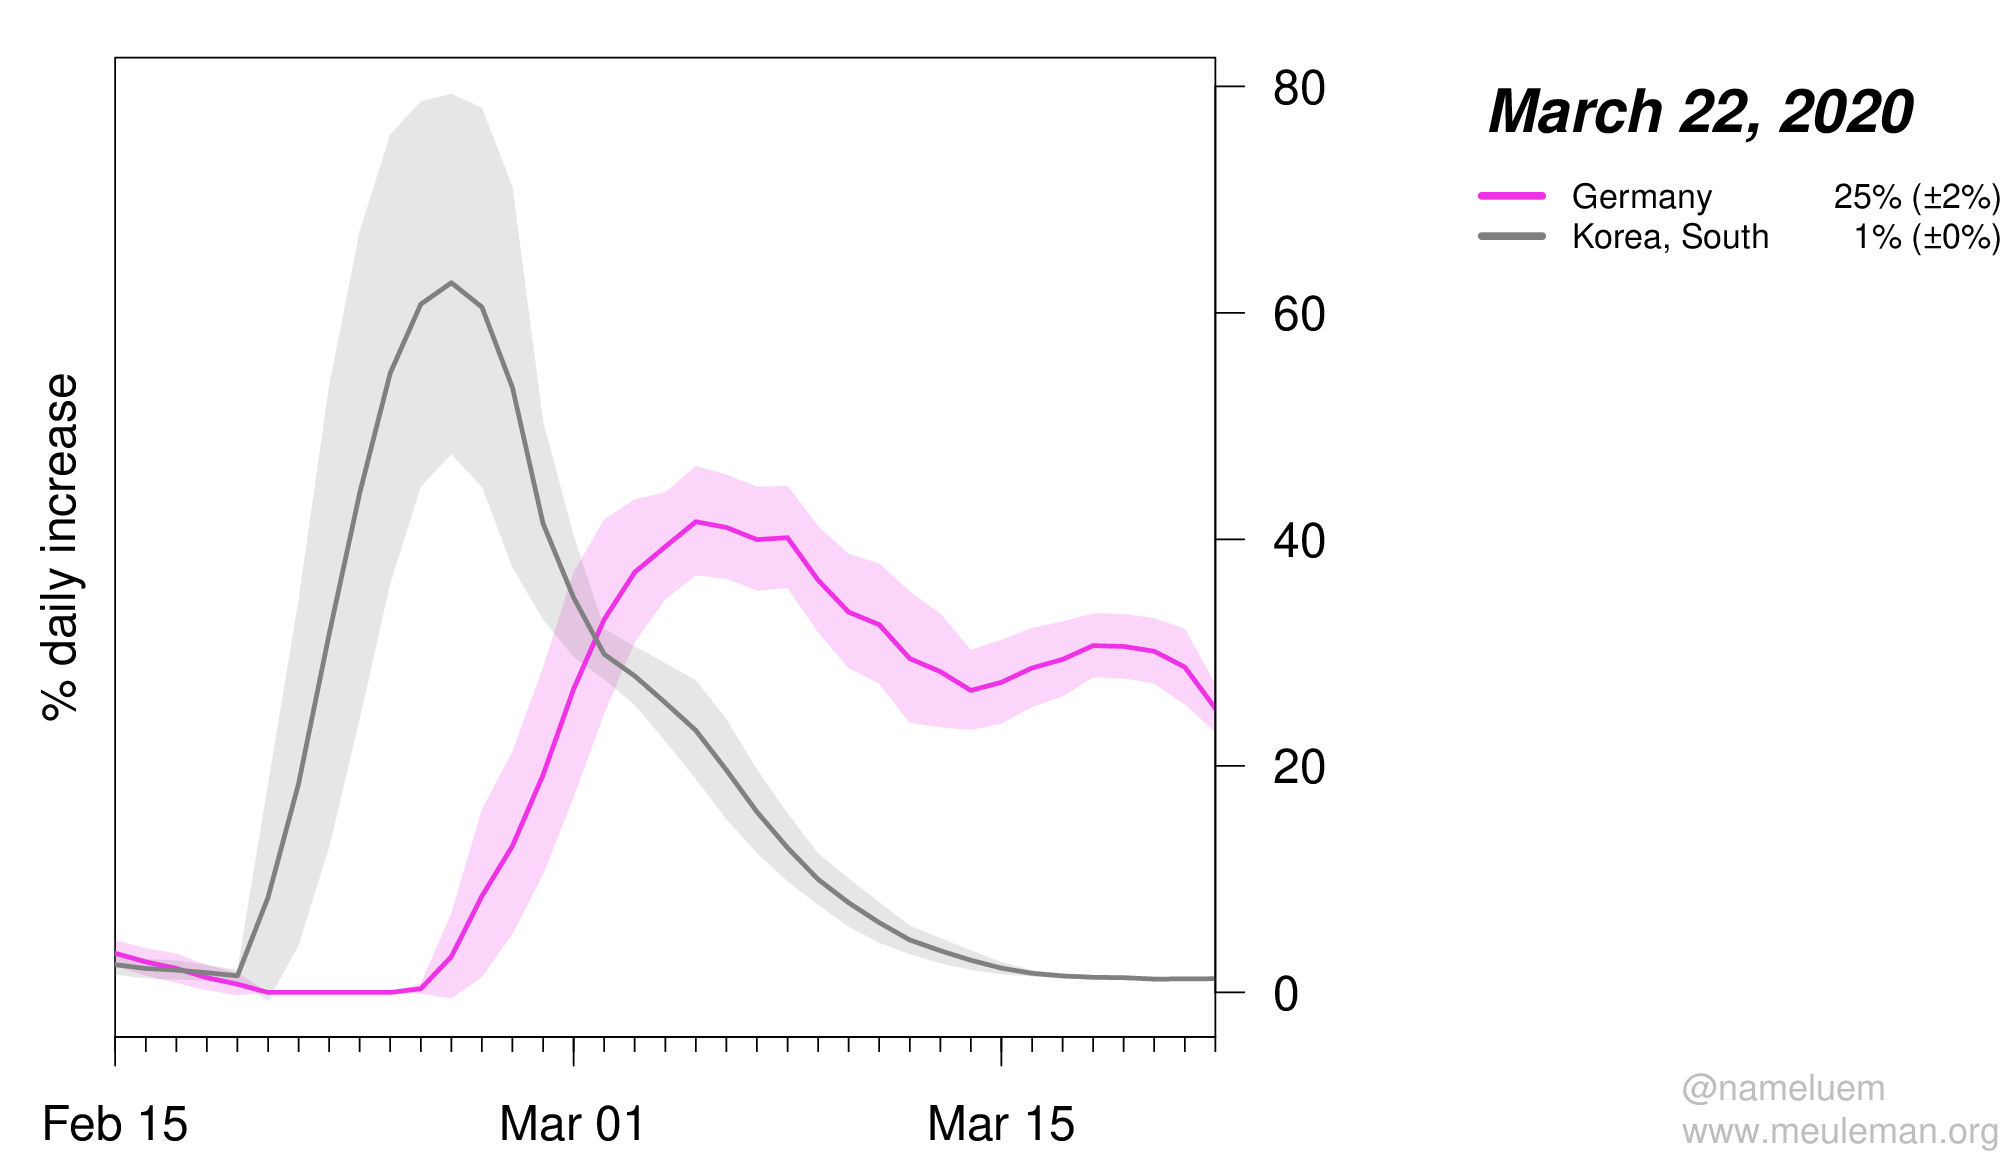 March 22, 2020
Germany 25% (±2%)
Korea, South 1% (±0%)
% daily increase
80
60
40
20
0
Feb 15 Mar 01 Mar 15
@nameluem
www.meuleman.org